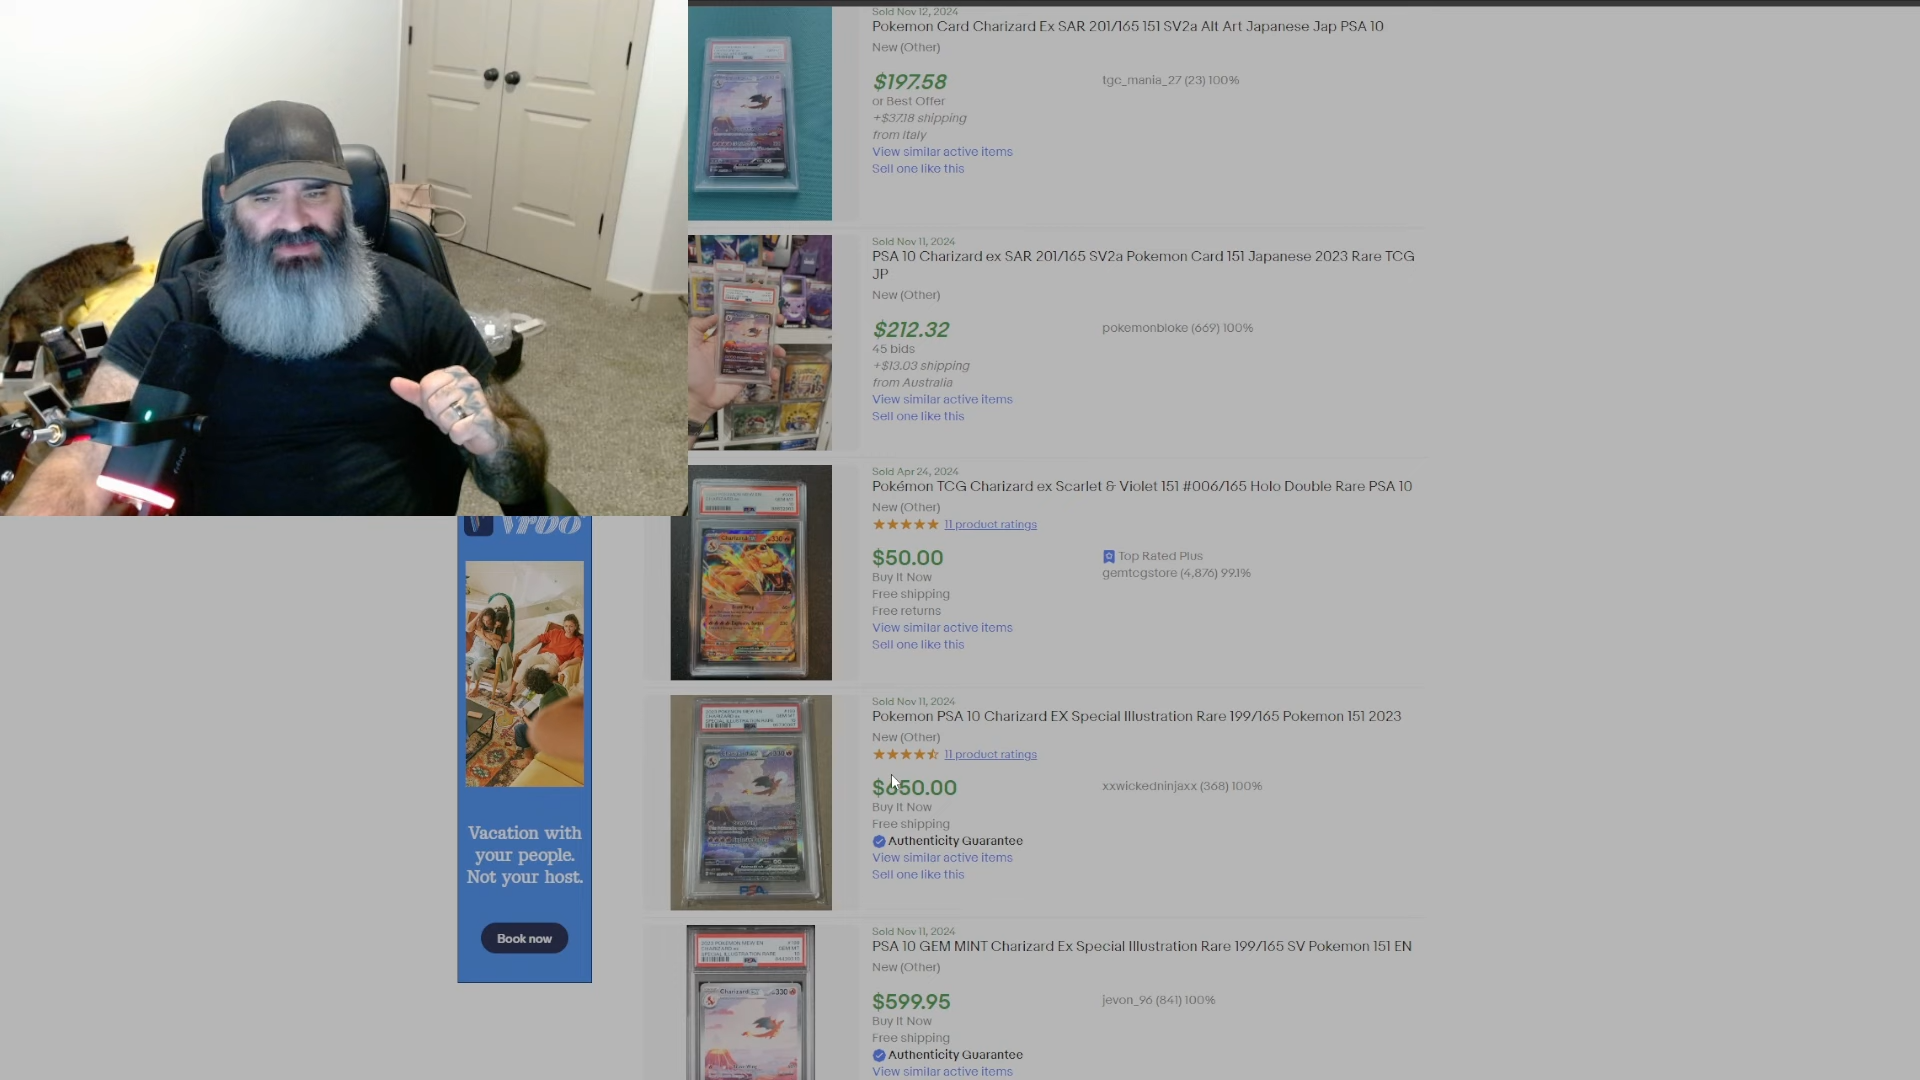 Sold Nov 12, 2024
Pokemon Card Charizard Ex SAR 201/165 151 SV2a Alt Art Japanese Jap PSA 10
New (Other)
$197.58
tgc_mania_27 (23) 100%
or Best Offer
+$37.18 shipping
from Italy
View similar active items
Sell one like this
Sold Nov 11, 2024
PSA 10 Charizard ex SAR 201/165 SV2a Pokemon Card 151 Japanese 2023 Rare TCG
JP
New (Other)
$212.32
pokemonbloke (669) 100%
45 bids
+$13.03 shipping
from Australia
View similar active items
Sell one like this
Sold Apr 24, 2024
Pokémon TCG Charizard ex Scarlet & Violet 151 #006/165 Holo Double Rare PSA 10
New (Other)
11 product ratings
$50.00
Top Rated Plus
gemtcgstore (4,876) 99.1%
Buy It Now
Free shipping
Free returns
View similar active items
Sell one like this
Sold Nov 11, 2024
Pokemon PSA 10 Charizard EX Special Illustration Rare 199/165 Pokemon 151 2023
New (Other)
11 product ratings
$650.00
xxwickedninjaxx (368) 100%
Buy It Now
Free shipping
Authenticity Guarantee
View similar active items
Sell one like this
Sold Nov 11, 2024
PSA 10 GEM MINT Charizard Ex Special Illustration Rare 199/165 SV Pokemon 151 EN
New (Other)
$599.95
jevon_96 (841) 100%
Buy It Now
Free shipping
Authenticity Guarantee
View similar active items
Vrbo
Vacation with
your people.
Not your host.
Book now